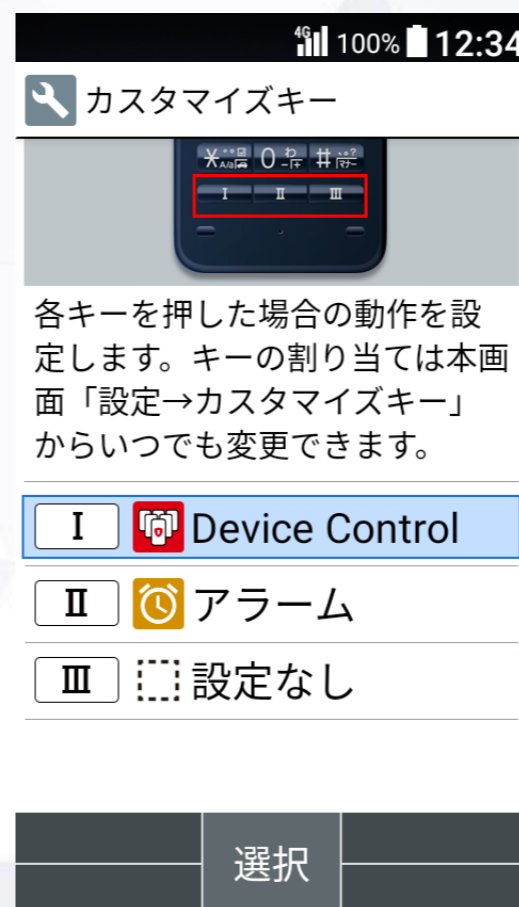 4G 100% 12:34
カスタマイズキー
0 わ #
I II III
各キーを押した場合の動作を設
定します。キーの割り当ては本画
面「設定→カスタマイズキー」
からいつでも変更できます。
I Device Control
II アラーム
III 設定なし
選択